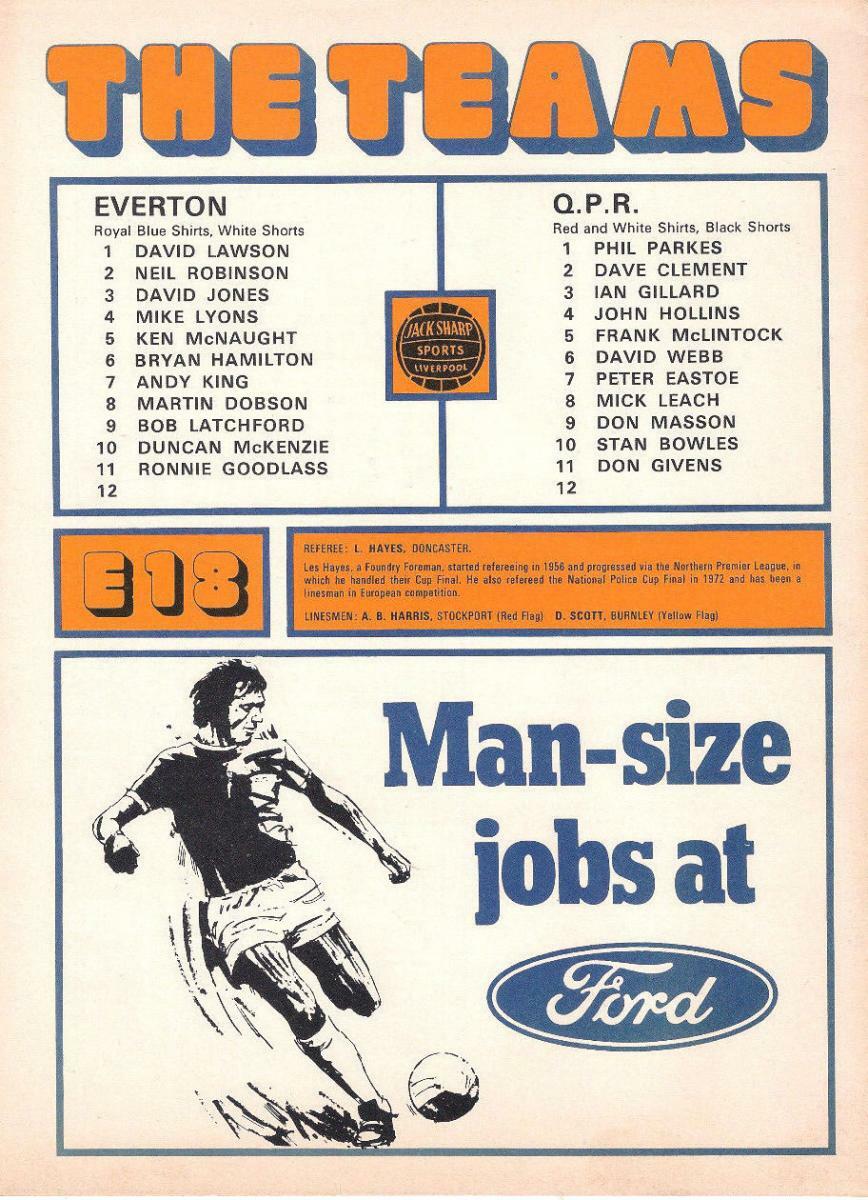 THE TEAMS
EVERTON
Royal Blue Shirts, White Shorts
1 DAVID LAWSON
2 NEIL ROBINSON
3 DAVID JONES
4 MIKE LYONS
5 KEN McNAUGHT
6 BRYAN HAMILTON
7 ANDY KING
8 MARTIN DOBSON
9 BOB LATCHFORD
10 DUNCAN McKENZIE
11 RONNIE GOODLASS
12
JACK SHARP
SPORTS
LIVERPOOL
Q.P.R.
Red and White Shirts, Black Shorts
1 PHIL PARKES
2 DAVE CLEMENT
3 IAN GILLARD
4 JOHN HOLLINS
5 FRANK McLINTOCK
6 DAVID WEBB
7 PETER EASTOE
8 MICK LEACH
9 DON MASSON
10 STAN BOWLES
11 DON GIVENS
12
E18
REFEREE: L. HAYES, DONCASTER.
Les Hayes, a Foundry Foreman, started refereeing in 1956 and progressed via the Northern Premier League, in
which he handled their Cup Final. He also refereed the National Police Cup Final in 1972 and has been a
linesman in European competition.
LINESMEN: A. B. HARRIS, STOCKPORT (Red Flag) D. SCOTT, BURNLEY (Yellow Flag)
Man-size
jobs at
Ford